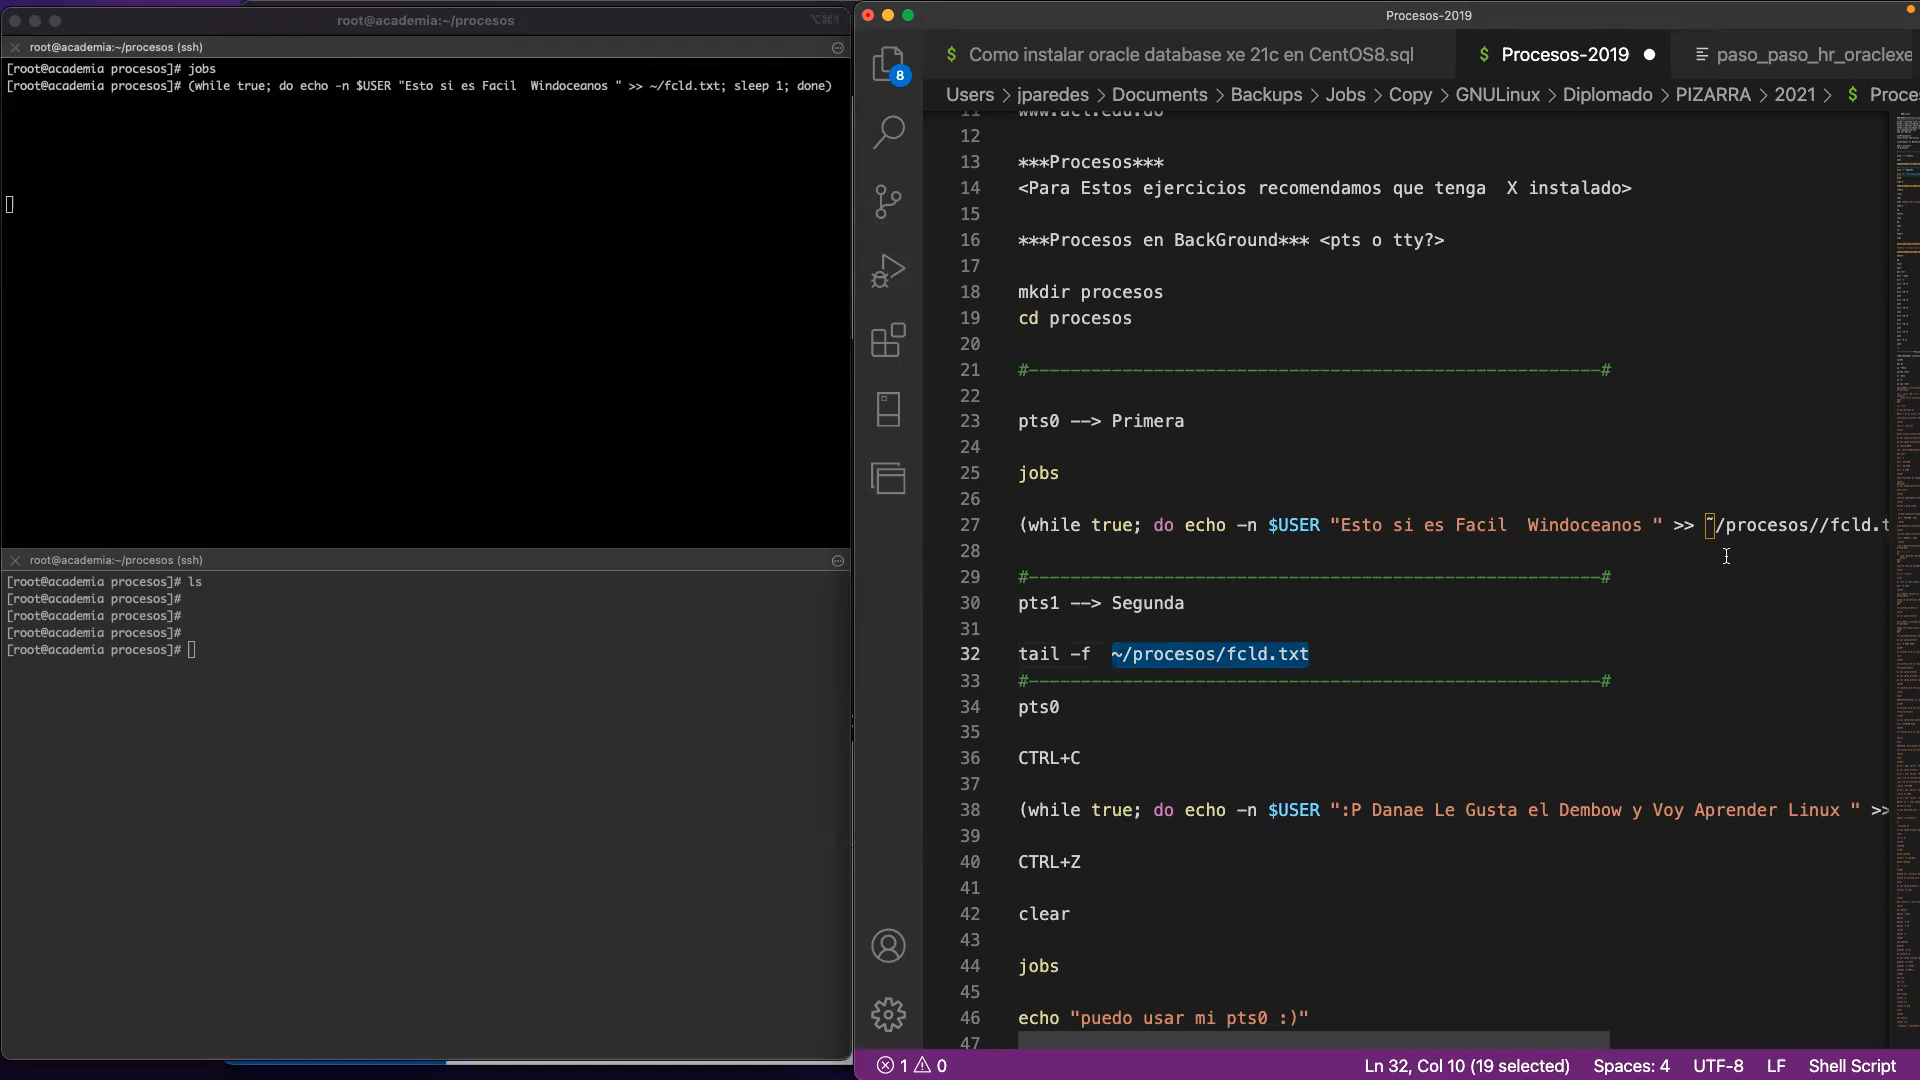 root@academia:~/procesos
⌥⌘1
root@academia:~/procesos (ssh)
[root@academia procesos]# jobs
[root@academia procesos]# (while true; do echo -n $USER "Esto si es Facil  Windoceanos " >> ~/fcld.txt; sleep 1; done)
root@academia:~/procesos (ssh)
[root@academia procesos]# ls
[root@academia procesos]#
[root@academia procesos]#
[root@academia procesos]#
[root@academia procesos]#
Procesos-2019
8
$ Como instalar oracle database xe 21c en CentOS8.sql
$ Procesos-2019
paso_paso_hr_oraclexe
Users > jparedes > Documents > Backups > Jobs > Copy > GNULinux > Diplomado > PIZARRA > 2021 > $ Proce
11 www.acl.edu.do
12
13 ***Procesos***
14 <Para Estos ejercicios recomendamos que tenga  X instalado>
15
16 ***Procesos en BackGround*** <pts o tty?>
17
18 mkdir procesos
19 cd procesos
20
21 #-------------------------------------------------------#
22
23 pts0 --> Primera
24
25 jobs
26
27 (while true; do echo -n $USER "Esto si es Facil  Windoceanos " >> ~/procesos//fcld.t
28
29 #-------------------------------------------------------#
30 pts1 --> Segunda
31
32 tail -f  ~/procesos/fcld.txt
33 #-------------------------------------------------------#
34 pts0
35
36 CTRL+C
37
38 (while true; do echo -n $USER ":P Danae Le Gusta el Dembow y Voy Aprender Linux " >>
39
40 CTRL+Z
41
42 clear
43
44 jobs
45
46 echo "puedo usar mi pts0 :)"
47
1 0
Ln 32, Col 10 (19 selected)
Spaces: 4
UTF-8
LF
Shell Script